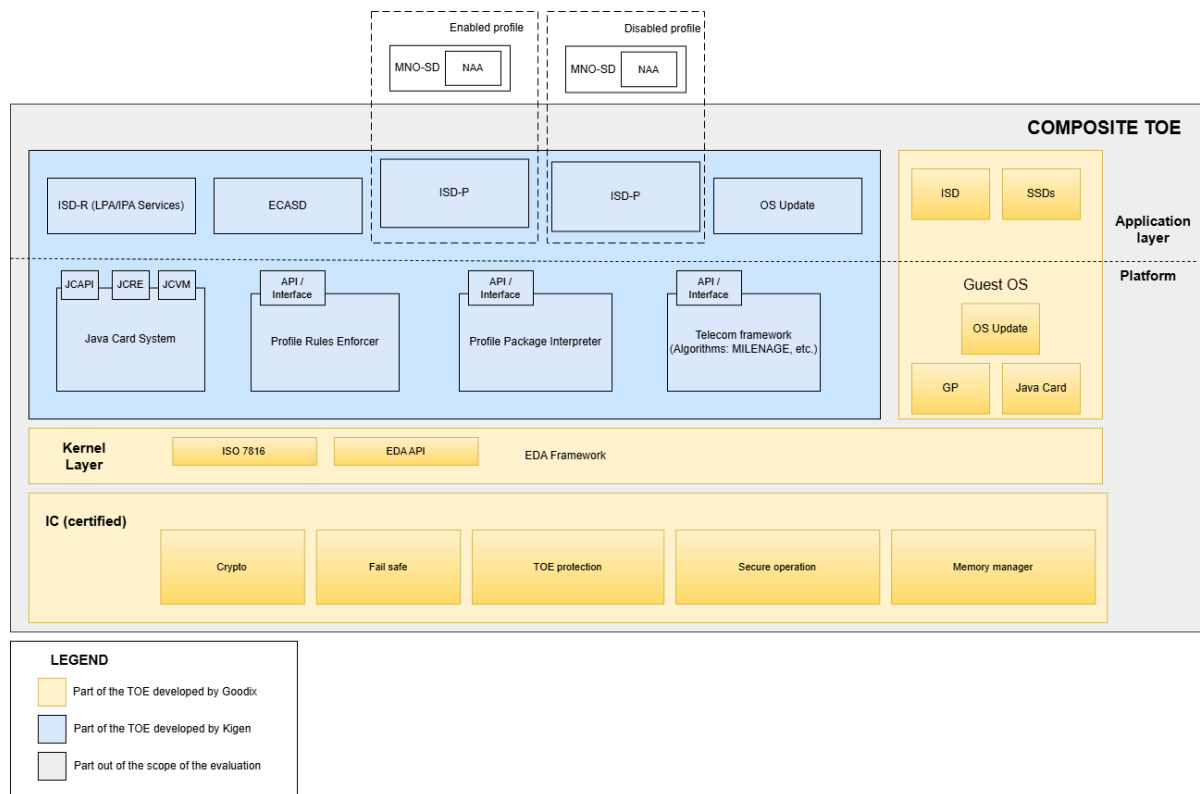 Enabled profile
MNO-SD
NAA
Disabled profile
MNO-SD
NAA
COMPOSITE TOE
ISD-R (LPA/IPA Services)
ECASD
ISD-P
ISD-P
OS Update
ISD
SSDs
Application
layer
Platform
JCAPI
JCRE
JCVM
Java Card System
API /
Interface
Profile Rules Enforcer
API /
Interface
Profile Package Interpreter
API /
Interface
Telecom framework
(Algorithms: MILENAGE, etc.)
Guest OS
OS Update
GP
Java Card
Kernel
Layer
ISO 7816
EDA API
EDA Framework
IC (certified)
Crypto
Fail safe
TOE protection
Secure operation
Memory manager
LEGEND
Part of the TOE developed by Goodix
Part of the TOE developed by Kigen
Part out of the scope of the evaluation